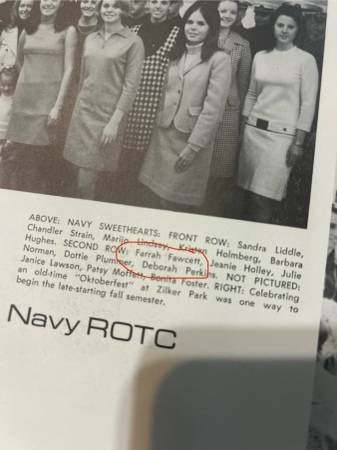 ABOVE: NAVY SWEETHEARTS: FRONT ROW: Sandra Liddle,
Chandler Strain, Marijo Lindsey, Kristen Holmberg, Barbara
Hughes. SECOND ROW: Farrah Fawcett, Jeanie Holley, Julie
Norman, Dottie Plummer, Deborah Perkins. NOT PICTURED:
Janice Lawson, Patsy Moffett, Bonita Foster. RIGHT: Celebrating
an old-time "Oktoberfest" at Zilker Park was one way to
begin the late-starting fall semester.
Navy ROTC